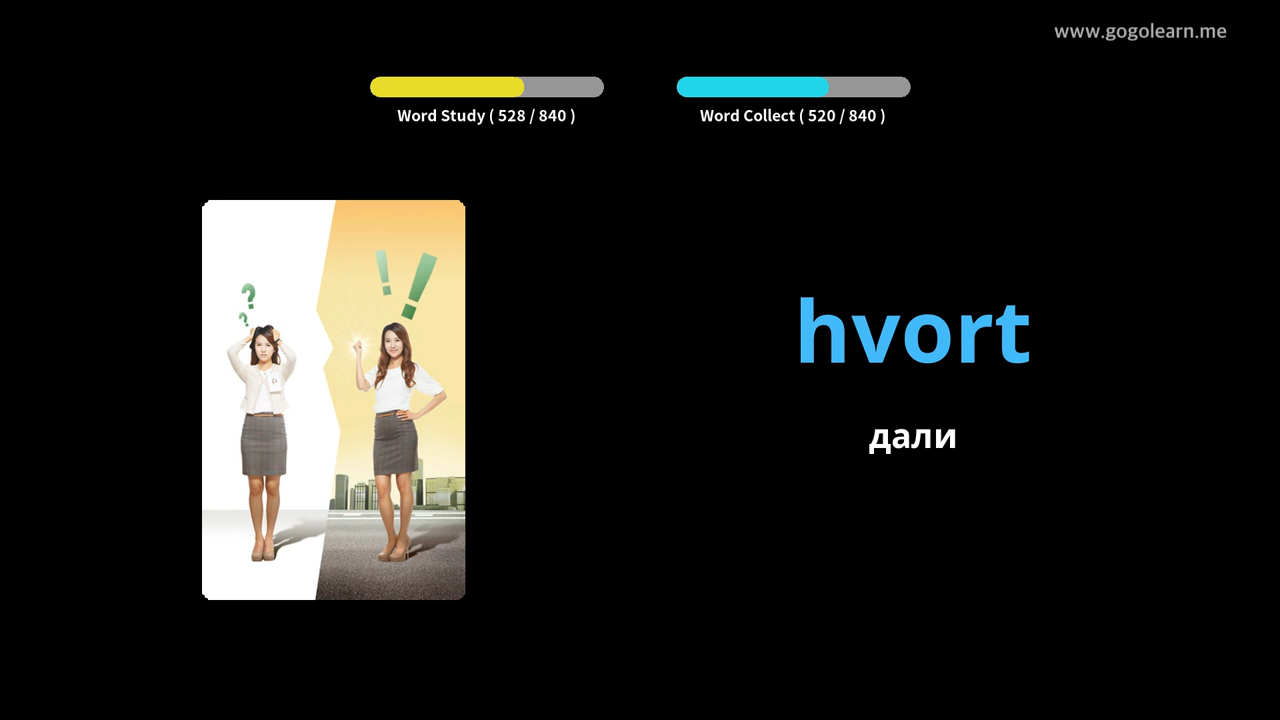 www.gogolearn.me
Word Study ( 528 / 840 )
Word Collect ( 520 / 840 )
? ?
! !
hvort
дали